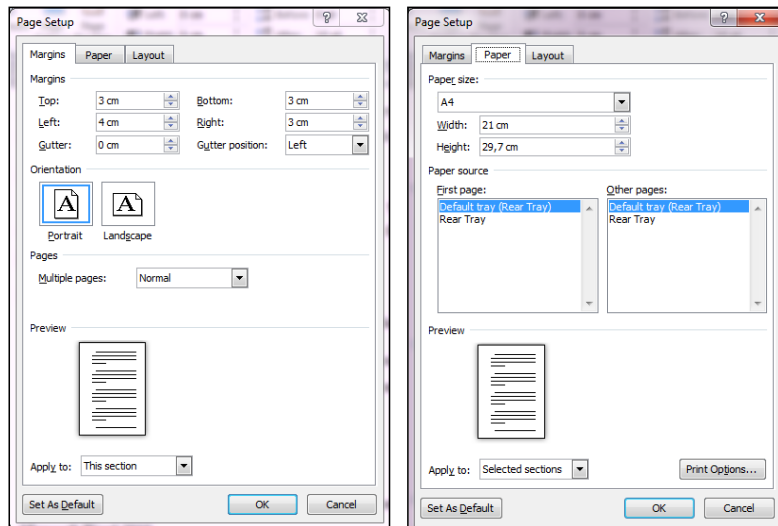 Page Setup
Margins Paper Layout
Margins
Top: 3 cm Bottom: 3 cm
Left: 4 cm Right: 3 cm
Gutter: 0 cm Gutter position: Left
Orientation
A A
Portrait Landscape
Pages
Multiple pages: Normal
Preview
Apply to: This section
Set As Default OK Cancel
Page Setup
Margins Paper Layout
Paper size:
A4
Width: 21 cm
Height: 29,7 cm
Paper source
First page: Other pages:
Default tray (Rear Tray) Default tray (Rear Tray)
Rear Tray Rear Tray
Preview
Apply to: Selected sections Print Options...
Set As Default OK Cancel